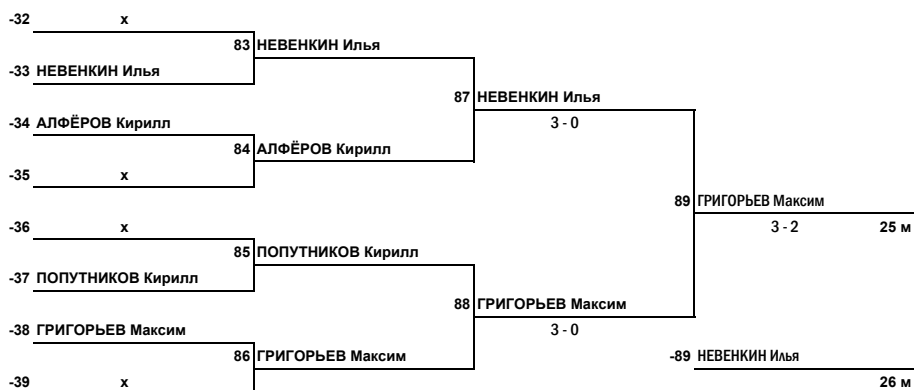 -32 x
83 НЕВЕНКИН Илья
-33 НЕВЕНКИН Илья
87 НЕВЕНКИН Илья
3 - 0
-34 АЛФЁРОВ Кирилл
84 АЛФЁРОВ Кирилл
-35 x
89 ГРИГОРЬЕВ Максим
3 - 2 25 м
-36 x
85 ПОПУТНИКОВ Кирилл
-37 ПОПУТНИКОВ Кирилл
88 ГРИГОРЬЕВ Максим
3 - 0
-38 ГРИГОРЬЕВ Максим
86 ГРИГОРЬЕВ Максим
-39 x
-89 НЕВЕНКИН Илья
26 м